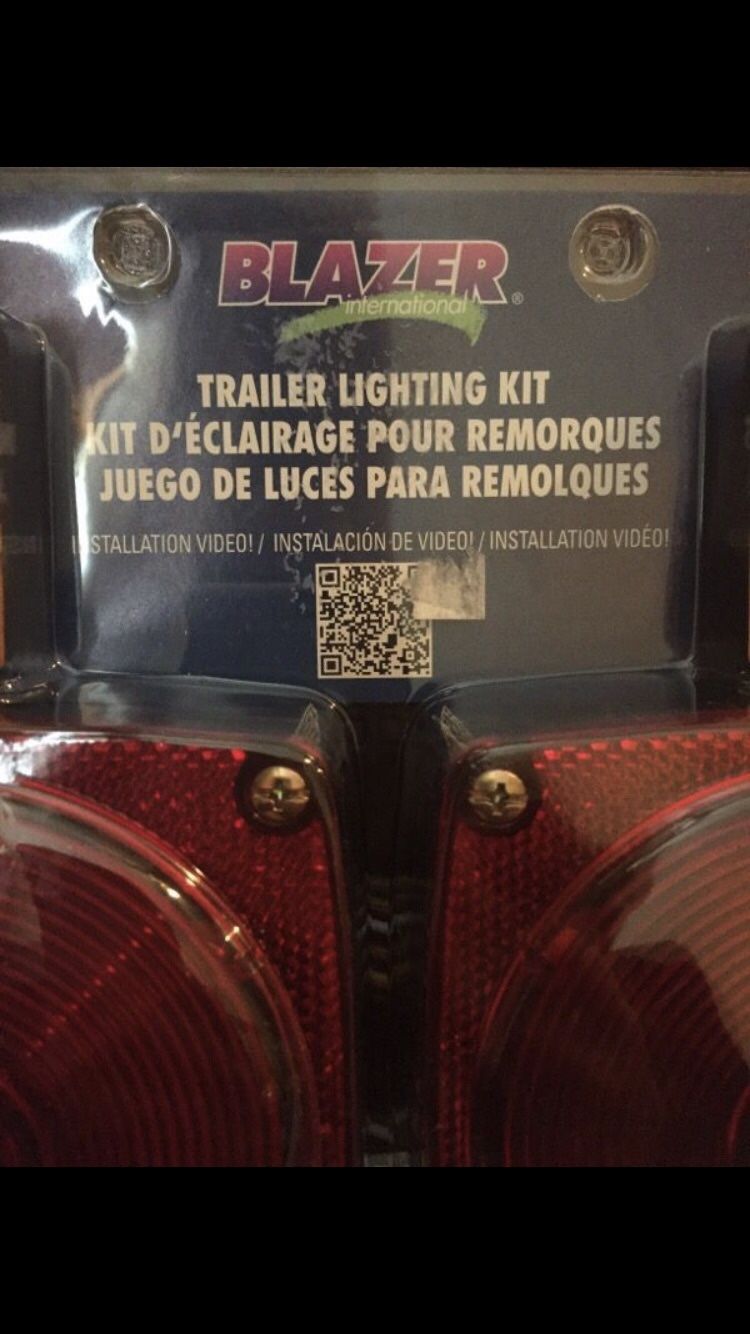 BLAZER
international®
TRAILER LIGHTING KIT
KIT D'ÉCLAIRAGE POUR REMORQUES
JUEGO DE LUCES PARA REMOLQUES
INSTALLATION VIDEO! / INSTALACIÓN DE VIDEO! / INSTALLATION VIDÉO!